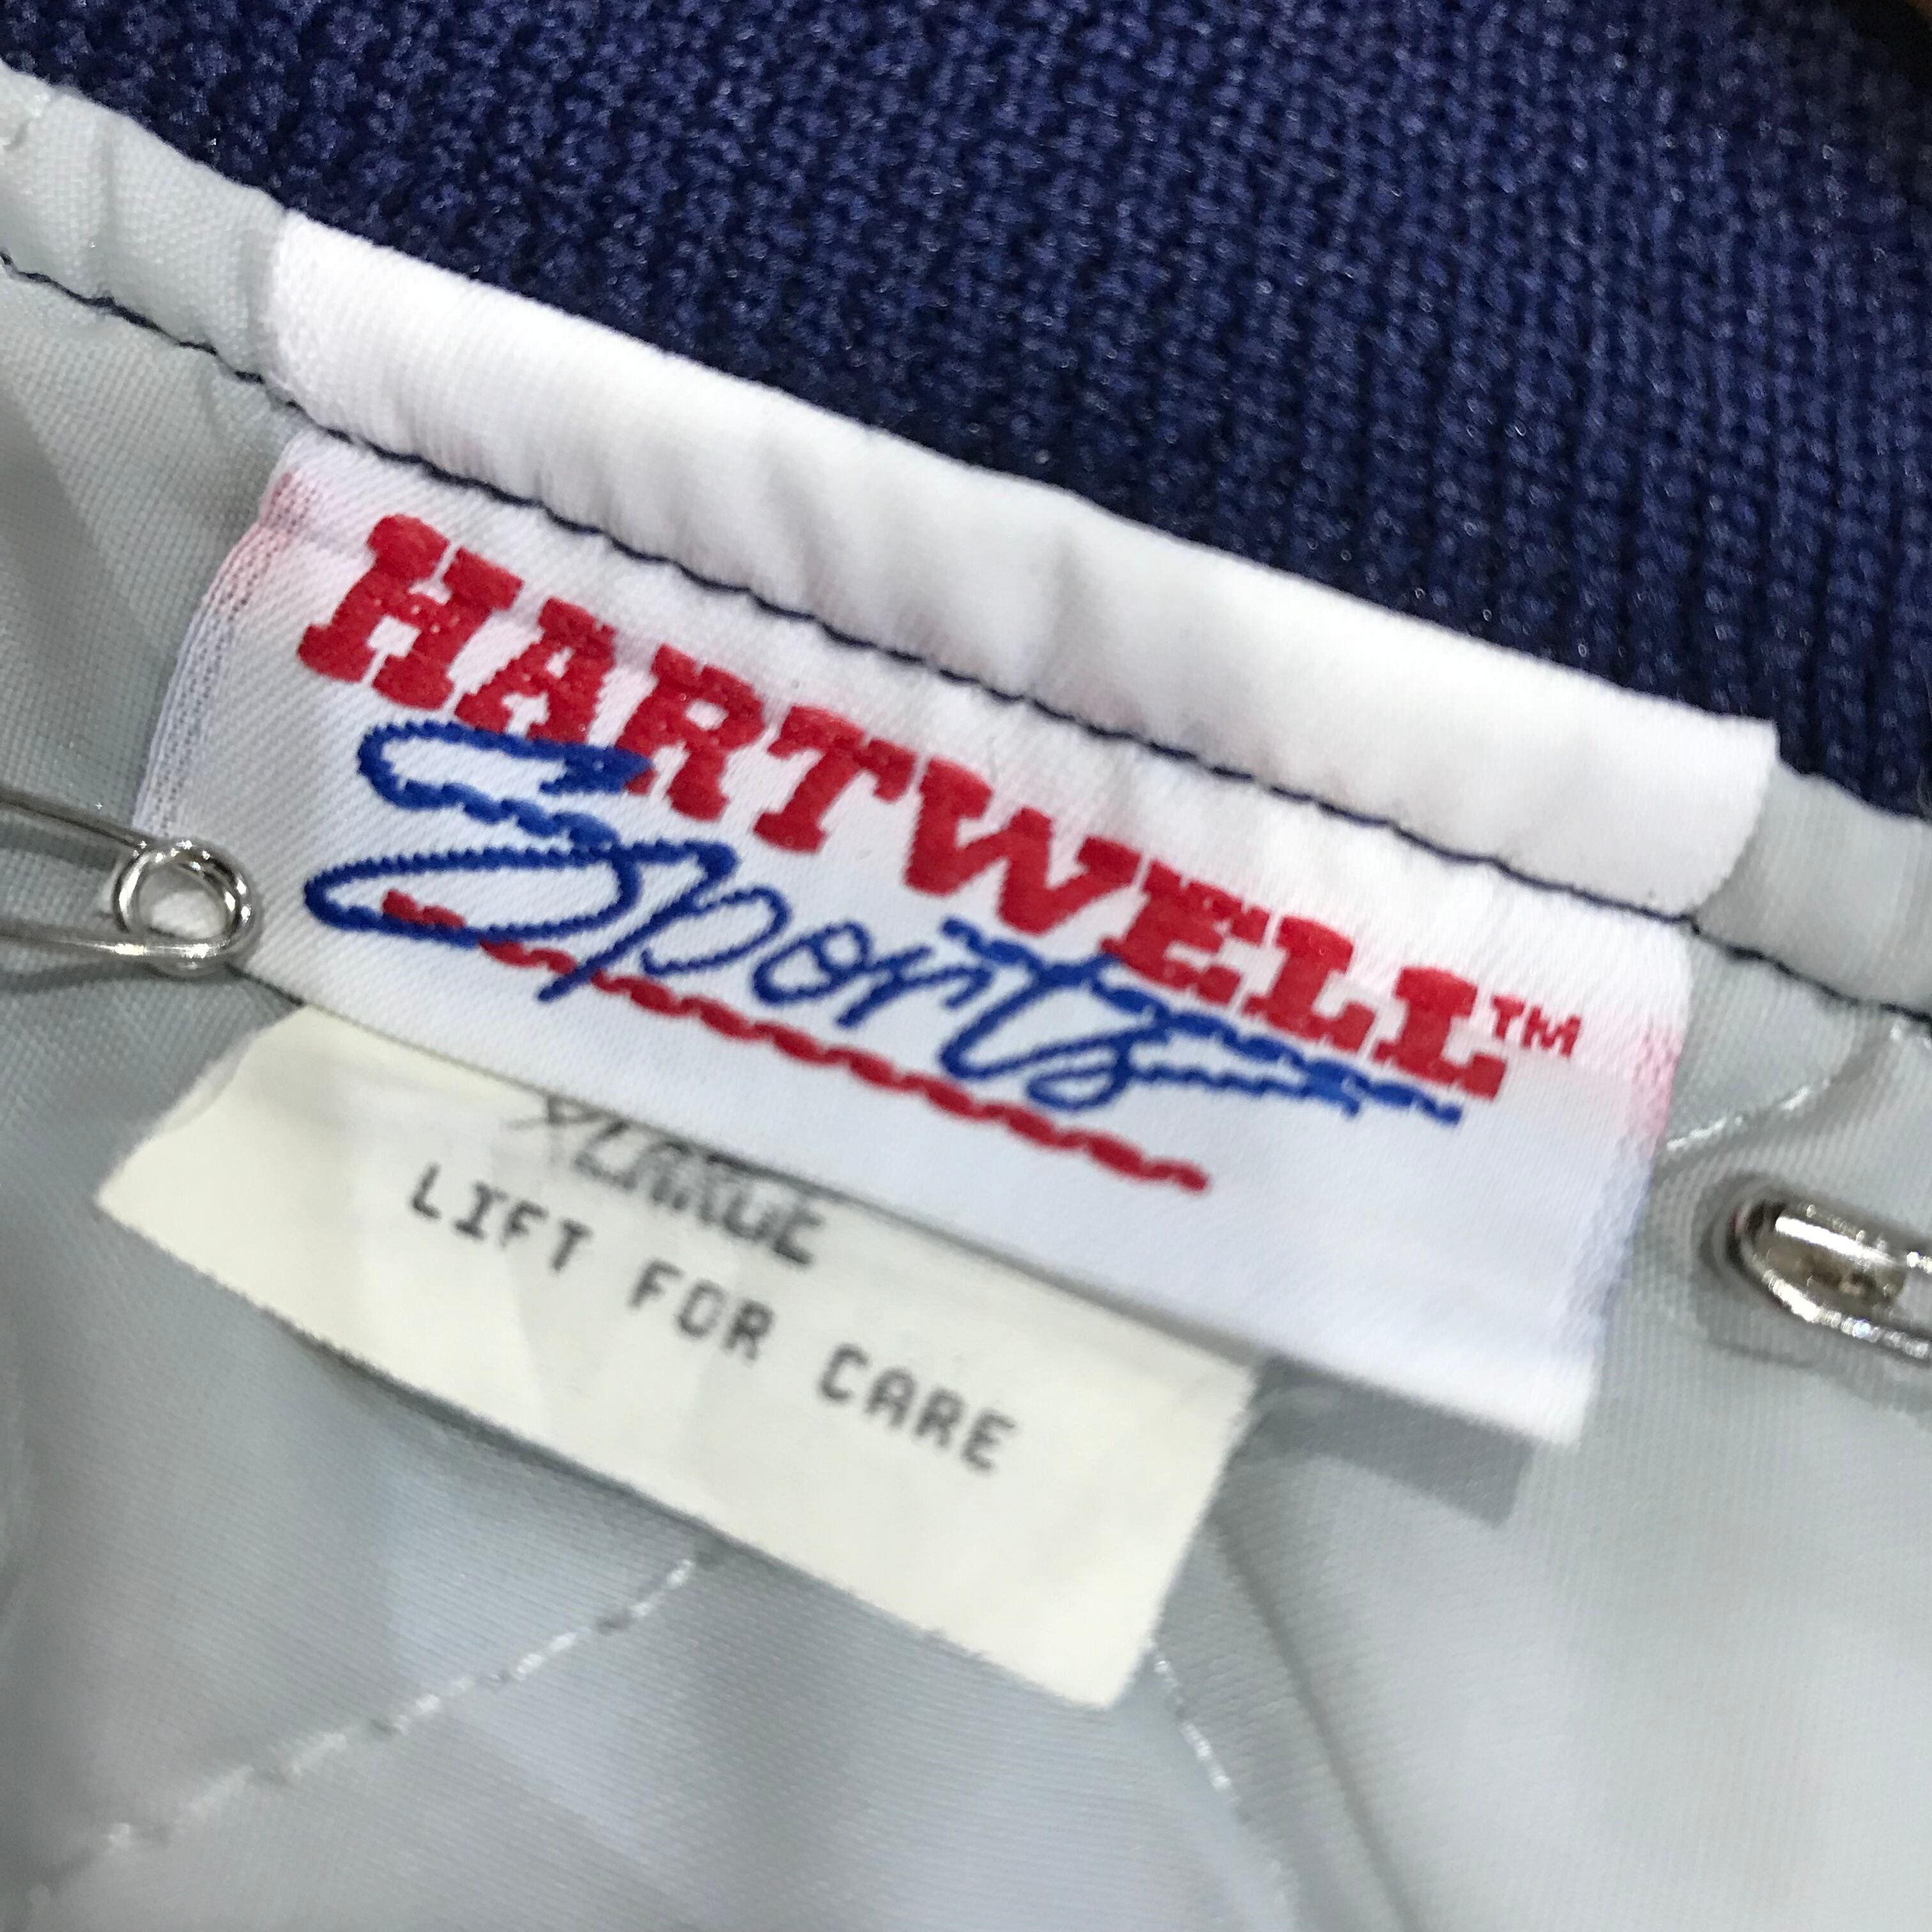 HARTWELL™
Sports
XLARGE
LIFT FOR CARE